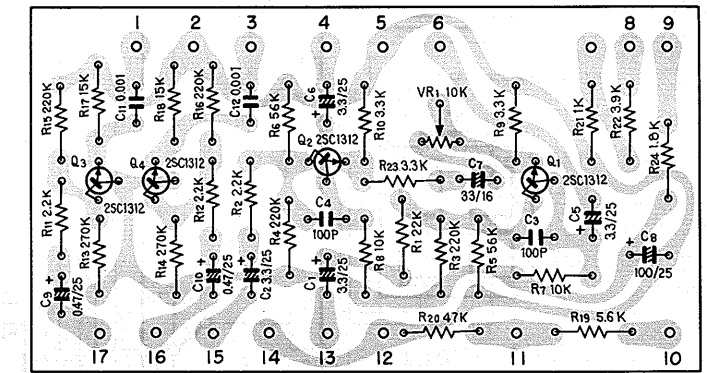 1 2 3 4 5 6 8 9
R15 220K
R17 15K
C11 0.001
R18 15K
R16 220K
C12 0.001
R6 56K
C6 3.3/25
+
R10 3.3K
VR1 10K
R9 3.3K
R21 1K
R22 3.9K
R24 1.8K
Q3
2SC1312
Q4
2SC1312
Q2 2SC1312
R23 3.3K
C7
33/16
+
Q1
2SC1312
R11 2.2K
R13 270K
R14 270K
R12 2.2K
R2 2.2K
R4 220K
C4
100P
R8 10K
R1 22K
R3 220K
R5 56K
C3
100P
C5 3.3/25
+
C8
100/25
+
C9 0.47/25
+
C10 0.47/25
+
C2 3.3/25
+
C1 3.3/25
+
R7 10K
R20 47K
R19 5.6K
17 16 15 14 13 12 11 10